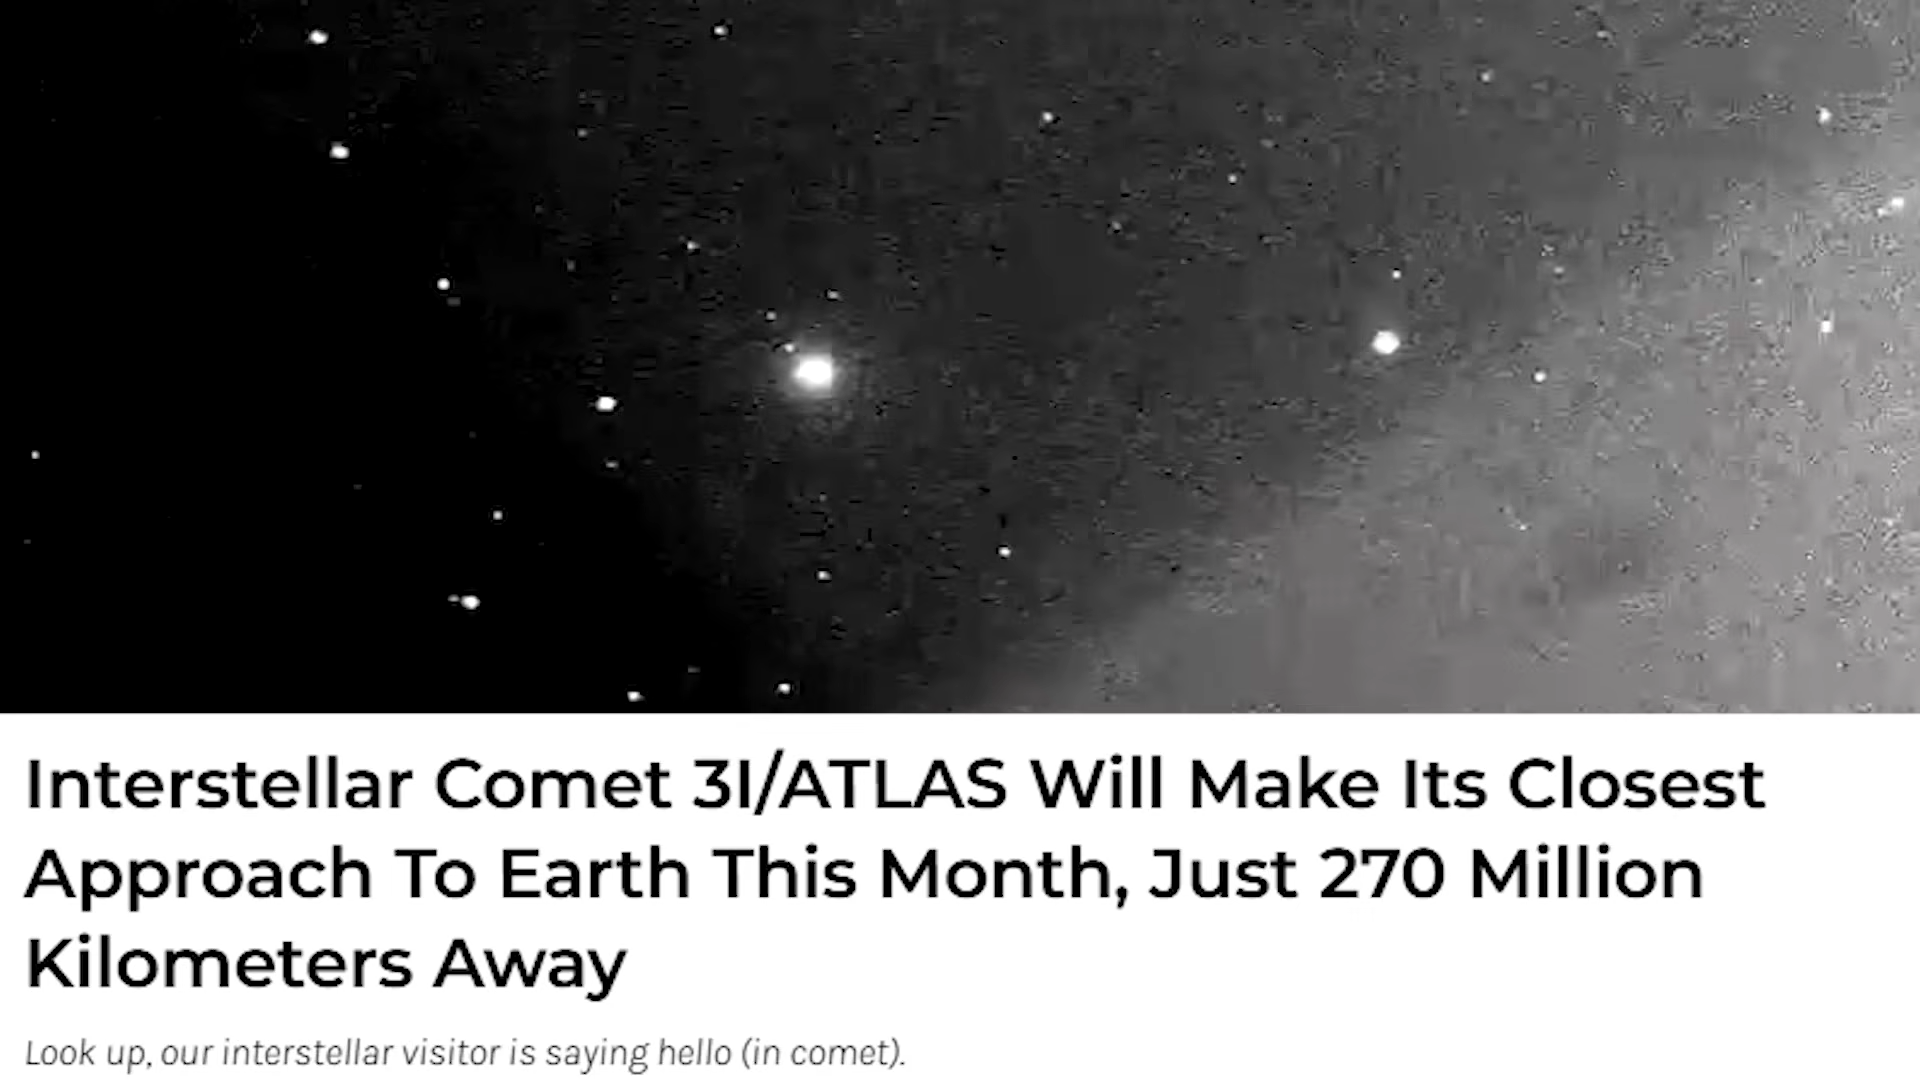 Interstellar Comet 3I/ATLAS Will Make Its Closest
Approach To Earth This Month, Just 270 Million
Kilometers Away
Look up, our interstellar visitor is saying hello (in comet).